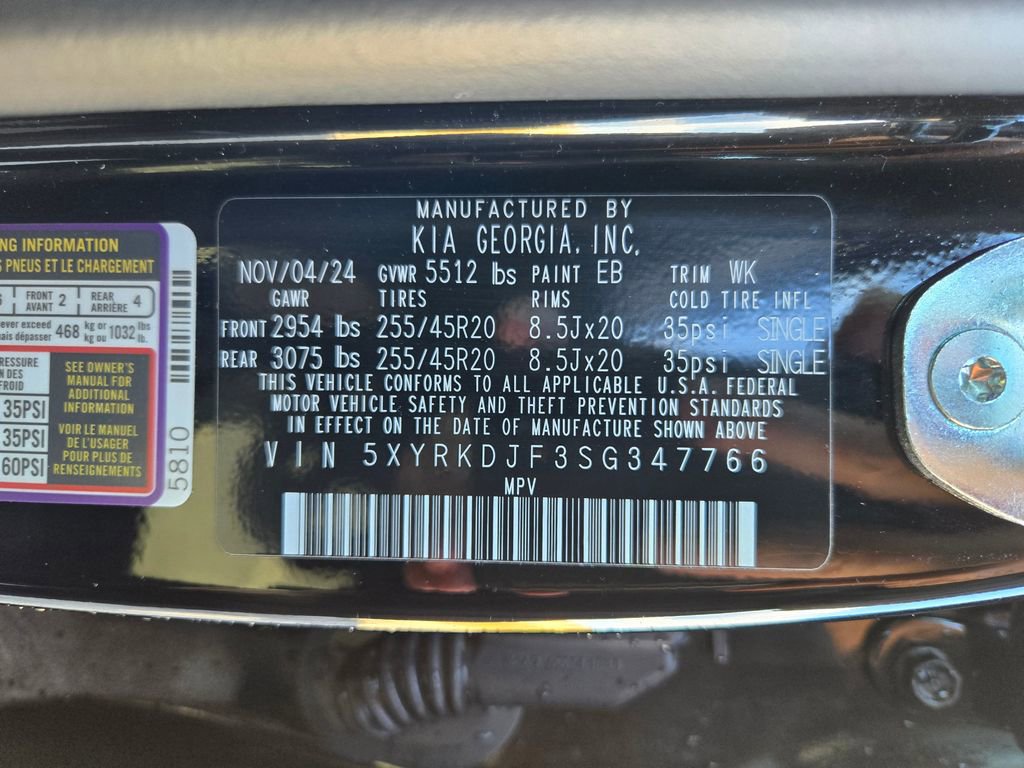 NG INFORMATION
S PNEUS ET LE CHARGEMENT
FRONT AVANT 2 REAR ARRIÈRE 4
ever exceed 468 kg or 1032 lbs
mais dépasser kg ou lb.
RESSURE
N DES
FROID
35PSI
35PSI
60PSI
SEE OWNER'S
MANUAL FOR
ADDITIONAL
INFORMATION
VOIR LE MANUEL
DE L'USAGER
POUR PLUS DE
RENSEIGNEMENTS
5810
MANUFACTURED BY
KIA GEORGIA, INC.
NOV/04/24 GVWR 5512 lbs PAINT EB TRIM WK
GAWR TIRES RIMS COLD TIRE INFL
FRONT 2954 lbs 255/45R20 8.5Jx20 35psi SINGLE
REAR 3075 lbs 255/45R20 8.5Jx20 35psi SINGLE
THIS VEHICLE CONFORMS TO ALL APPLICABLE U.S.A. FEDERAL
MOTOR VEHICLE SAFETY AND THEFT PREVENTION STANDARDS
IN EFFECT ON THE DATE OF MANUFACTURE SHOWN ABOVE
VIN 5XYRKDJF3SG347766
MPV